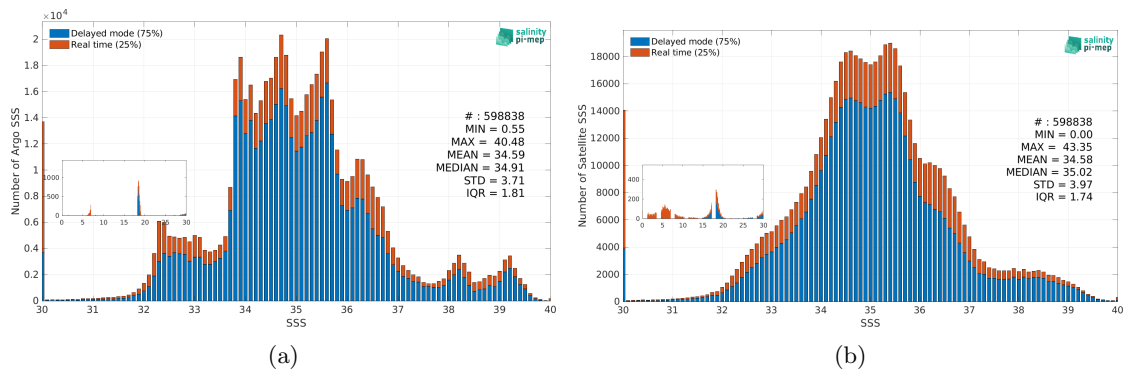 ×10⁴
Delayed mode (75%)
Real time (25%)
salinity
pi-mep
# : 598838
MIN = 0.55
MAX = 40.48
MEAN = 34.59
MEDIAN = 34.91
STD = 3.71
IQR = 1.81
Number of Argo SSS
2
1.8
1.6
1.4
1.2
1
0.8
0.6
0.4
0.2
0
1000
500
0
0 5 10 15 20 25 30
30 31 32 33 34 35 36 37 38 39 40
SSS
(a)
Delayed mode (75%)
Real time (25%)
salinity
pi-mep
# : 598838
MIN = 0.00
MAX = 43.35
MEAN = 34.58
MEDIAN = 35.02
STD = 3.97
IQR = 1.74
Number of Satellite SSS
18000
16000
14000
12000
10000
8000
6000
4000
2000
0
400
200
0
0 5 10 15 20 25 30
30 31 32 33 34 35 36 37 38 39 40
SSS
(b)